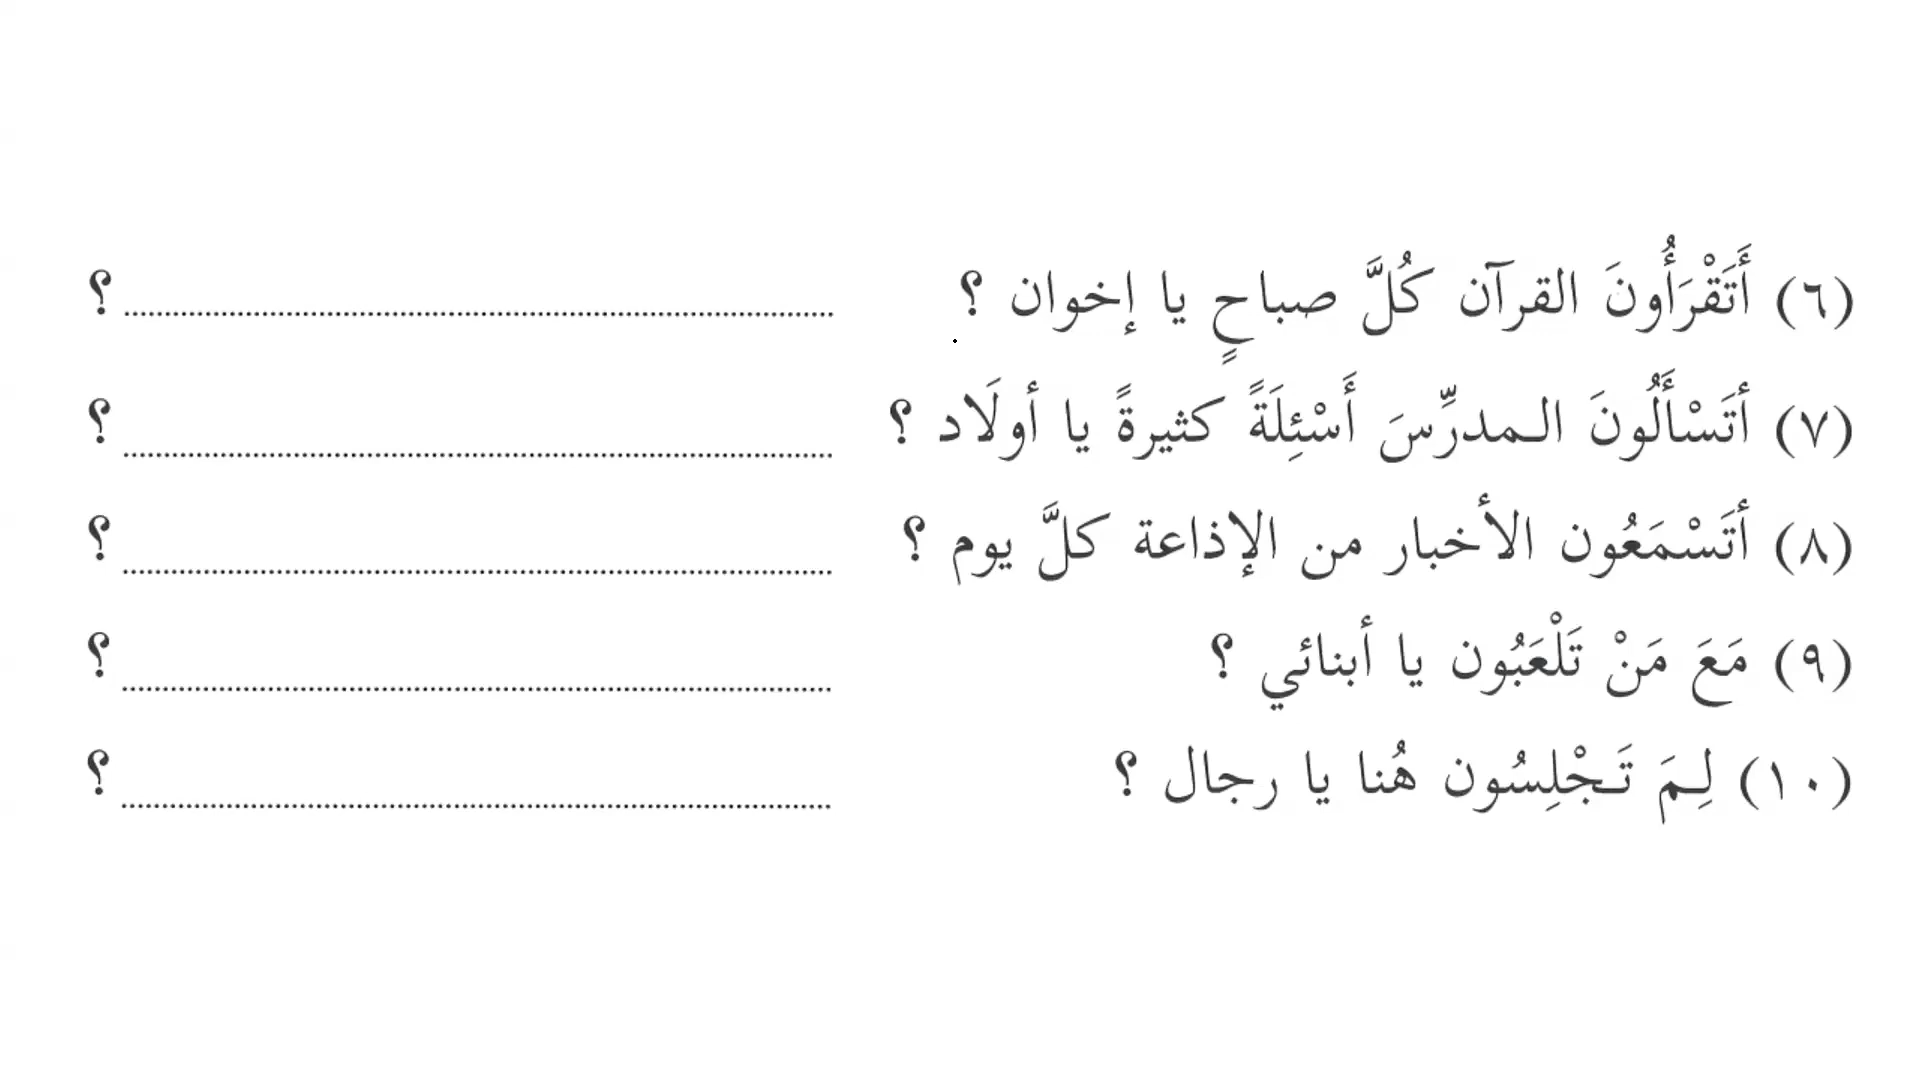 (٦) أَتَقْرَأُونَ القرآن كُلَّ صباحٍ يا إخوان ؟ ........................ ؟
(٧) أتَسْأَلُونَ المدرِّسَ أَسْئِلَةً كثيرةً يا أولَاد ؟ ........................ ؟
(٨) أتَسْمَعُون الأخبار من الإذاعة كلَّ يوم ؟ ........................ ؟
(٩) مَعَ مَنْ تَلْعَبُون يا أبنائي ؟ ........................ ؟
(١٠) لِمَ تَجْلِسُون هُنا يا رجال ؟ ........................ ؟